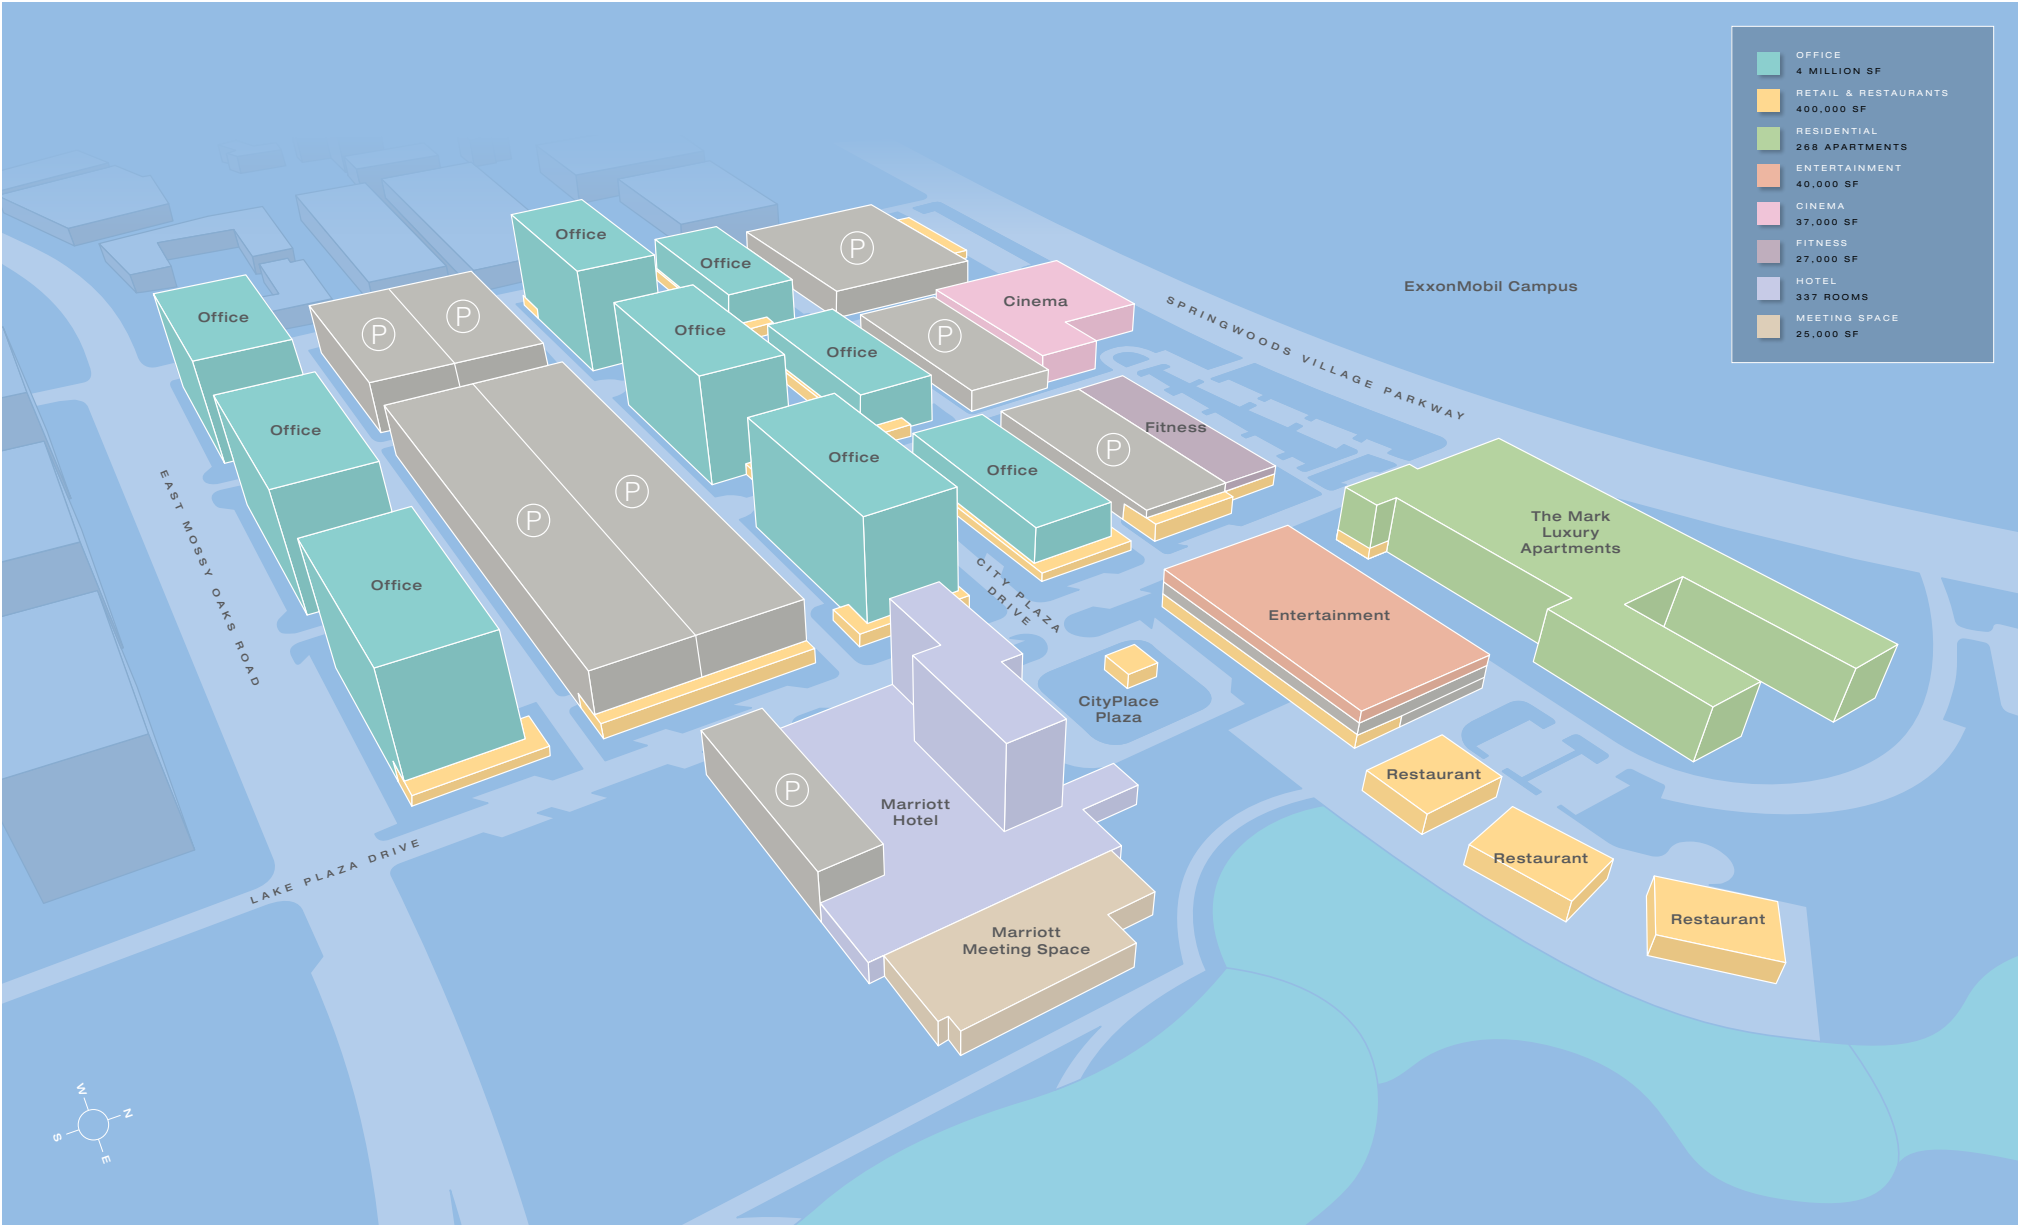 OFFICE
4 MILLION SF
RETAIL & RESTAURANTS
400,000 SF
RESIDENTIAL
268 APARTMENTS
ENTERTAINMENT
40,000 SF
CINEMA
37,000 SF
FITNESS
27,000 SF
HOTEL
337 ROOMS
MEETING SPACE
25,000 SF
Office
Office
P
ExxonMobil Campus
Cinema
SPRINGWOODS VILLAGE PARKWAY
Office
P
P
Office
P
Office
Office
Fitness
P
Office
Office
P
P
Office
The Mark
Luxury
Apartments
EAST MOSSY OAKS ROAD
Office
CITY PLAZA
DRIVE
Entertainment
CityPlace
Plaza
Restaurant
P
Marriott
Hotel
Restaurant
LAKE PLAZA DRIVE
Restaurant
Marriott
Meeting Space
W
N
S
E